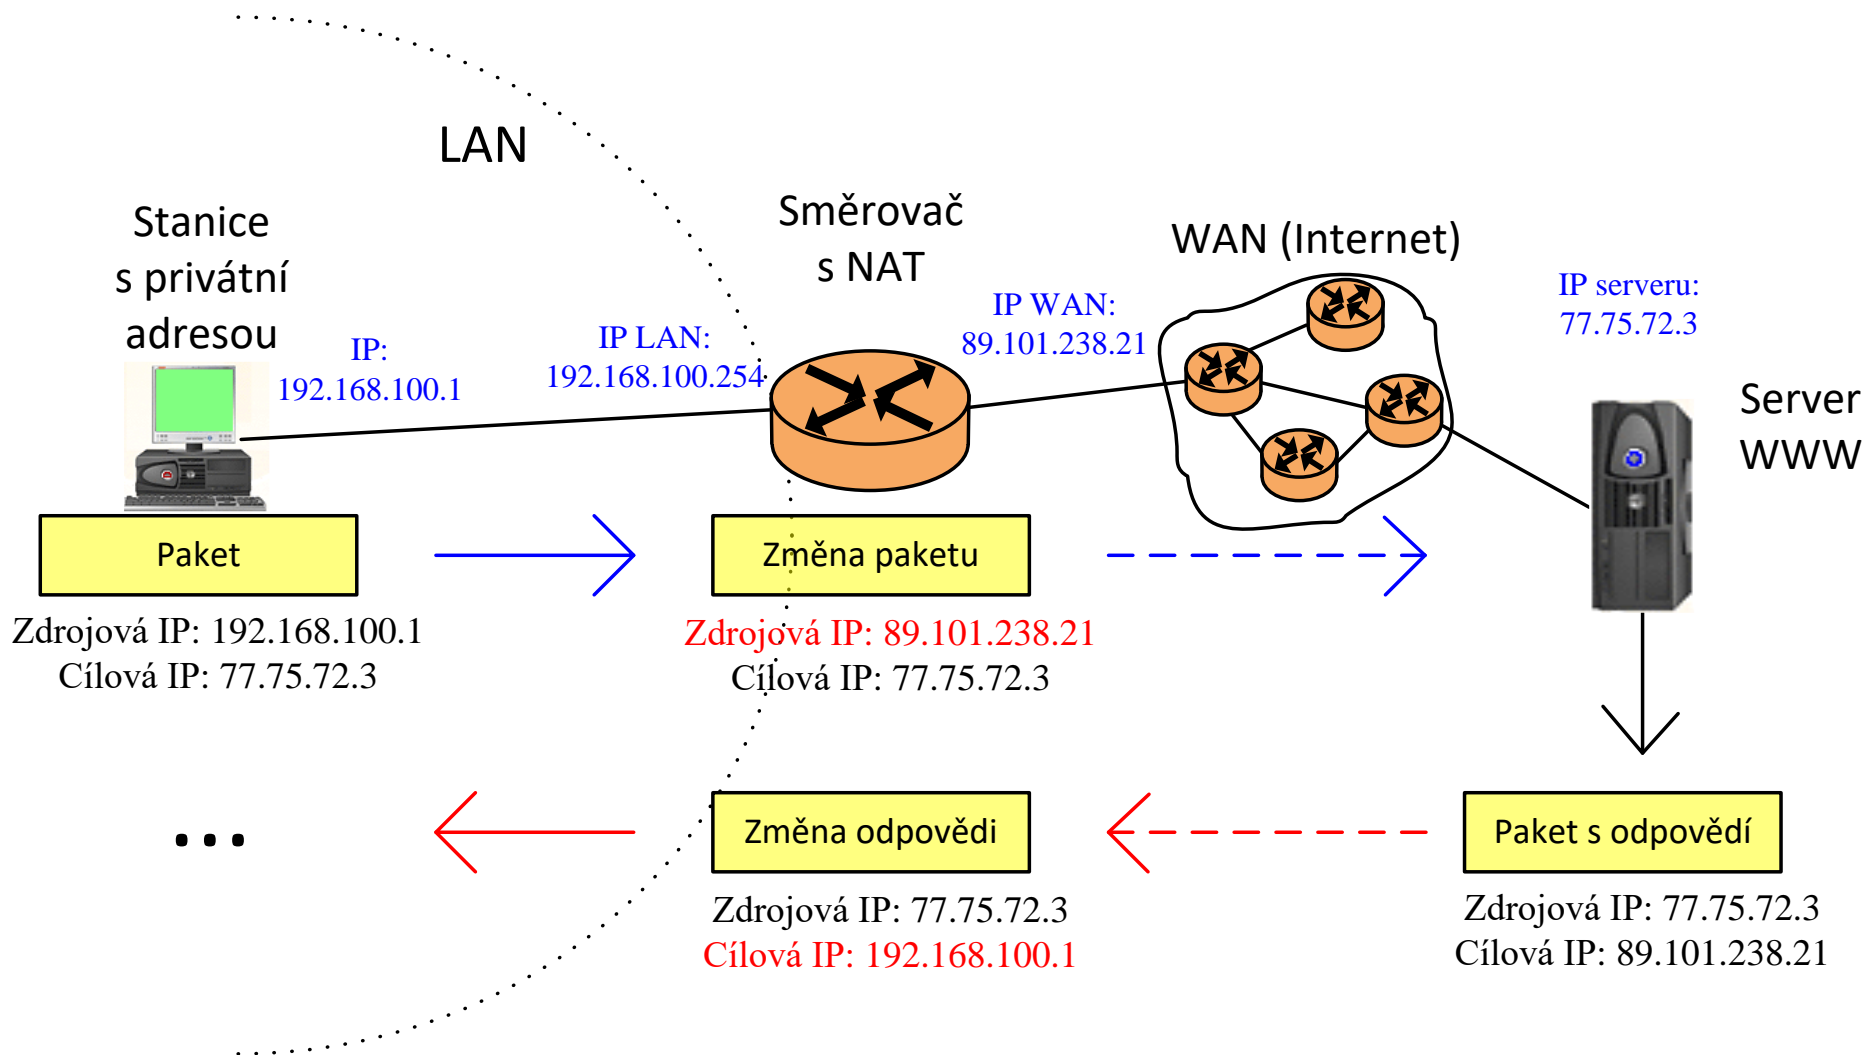 LAN
Stanice
s privátní
adresou
IP:
192.168.100.1
IP LAN:
192.168.100.254
Směrovač
s NAT
IP WAN:
89.101.238.21
WAN (Internet)
IP serveru:
77.75.72.3
Server
WWW
Paket
Zdrojová IP: 192.168.100.1
Cílová IP: 77.75.72.3
Změna paketu
Zdrojová IP: 89.101.238.21
Cílová IP: 77.75.72.3
...
Změna odpovědi
Zdrojová IP: 77.75.72.3
Cílová IP: 192.168.100.1
Paket s odpovědí
Zdrojová IP: 77.75.72.3
Cílová IP: 89.101.238.21